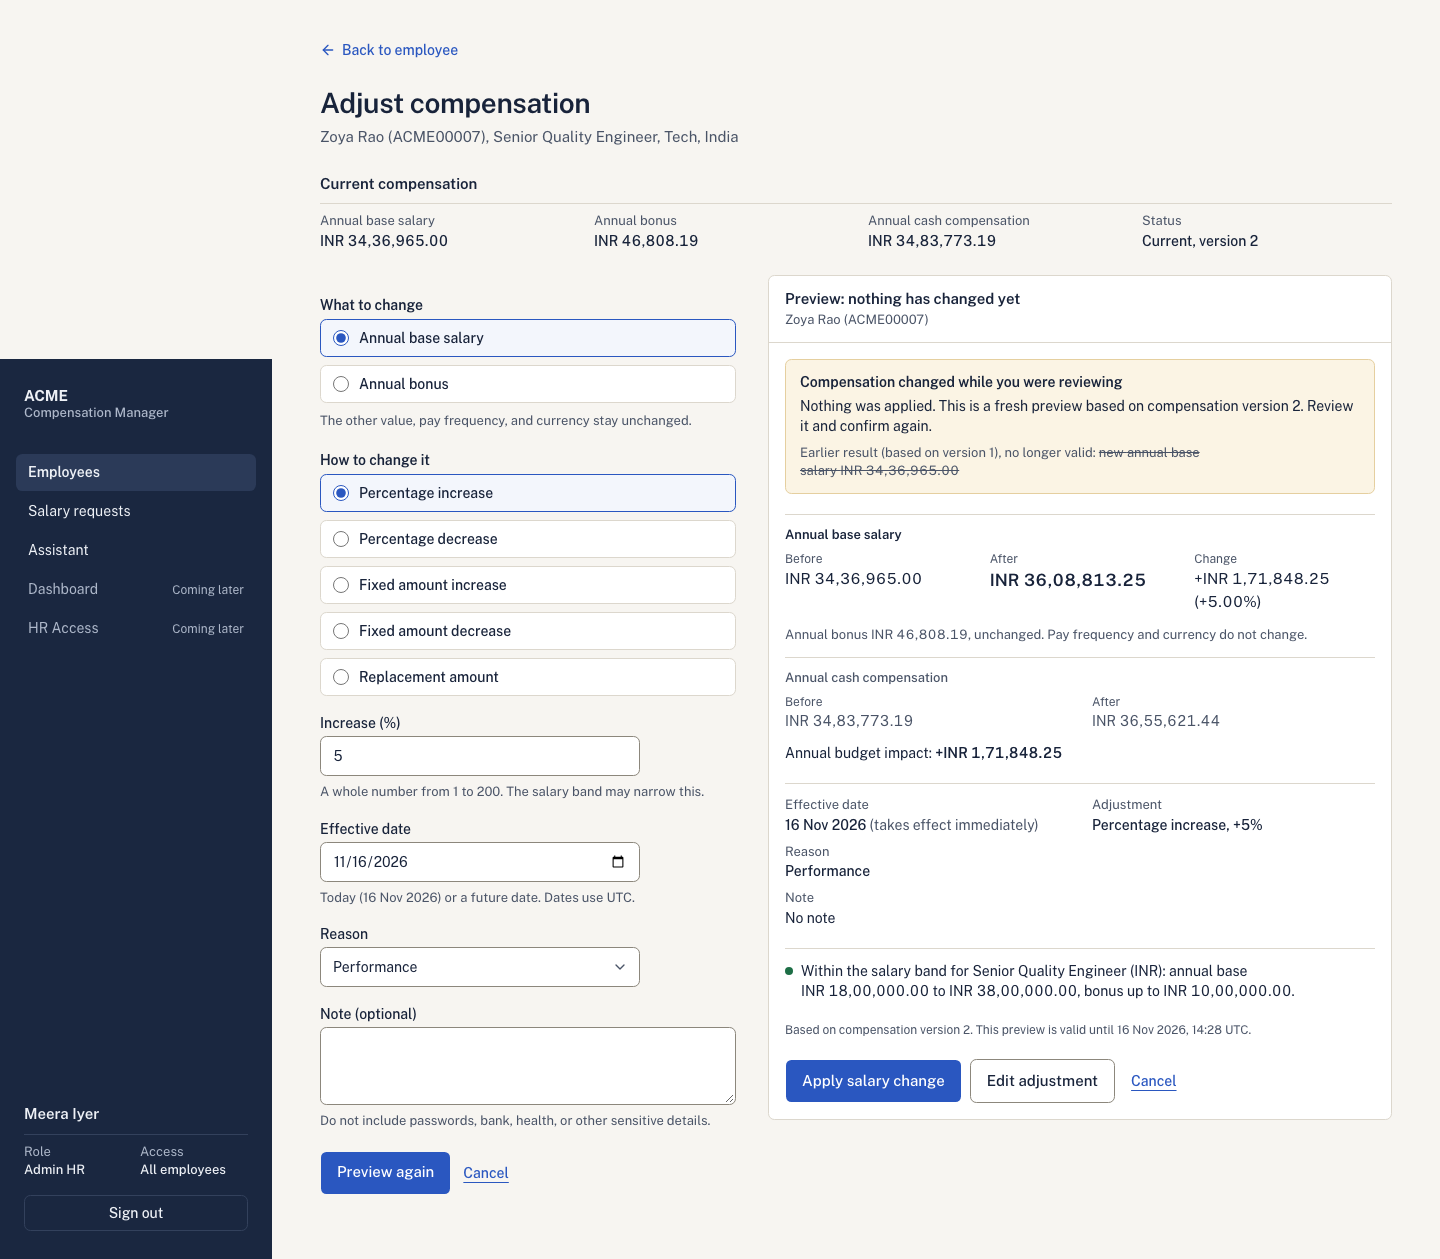 Back to employee
Adjust compensation
Zoya Rao (ACME00007), Senior Quality Engineer, Tech, India
Current compensation
Annual base salary
INR 34,36,965.00
Annual bonus
INR 46,808.19
Annual cash compensation
INR 34,83,773.19
Status
Current, version 2
ACME
Compensation Manager
Employees
Salary requests
Assistant
Dashboard Coming later
HR Access Coming later
Meera Iyer
Role
Admin HR
Access
All employees
Sign out
What to change
Annual base salary
Annual bonus
The other value, pay frequency, and currency stay unchanged.
How to change it
Percentage increase
Percentage decrease
Fixed amount increase
Fixed amount decrease
Replacement amount
Increase (%)
5
A whole number from 1 to 200. The salary band may narrow this.
Effective date
11/16/2026
Today (16 Nov 2026) or a future date. Dates use UTC.
Reason
Performance
Note (optional)
Do not include passwords, bank, health, or other sensitive details.
Preview again Cancel
Preview: nothing has changed yet
Zoya Rao (ACME00007)
Compensation changed while you were reviewing
Nothing was applied. This is a fresh preview based on compensation version 2. Review
it and confirm again.
Earlier result (based on version 1), no longer valid: new annual base
salary INR 34,36,965.00
Annual base salary
Before
INR 34,36,965.00
After
INR 36,08,813.25
Change
+INR 1,71,848.25
(+5.00%)
Annual bonus INR 46,808.19, unchanged. Pay frequency and currency do not change.
Annual cash compensation
Before
INR 34,83,773.19
After
INR 36,55,621.44
Annual budget impact: +INR 1,71,848.25
Effective date
16 Nov 2026 (takes effect immediately)
Adjustment
Percentage increase, +5%
Reason
Performance
Note
No note
Within the salary band for Senior Quality Engineer (INR): annual base
INR 18,00,000.00 to INR 38,00,000.00, bonus up to INR 10,00,000.00.
Based on compensation version 2. This preview is valid until 16 Nov 2026, 14:28 UTC.
Apply salary change Edit adjustment Cancel